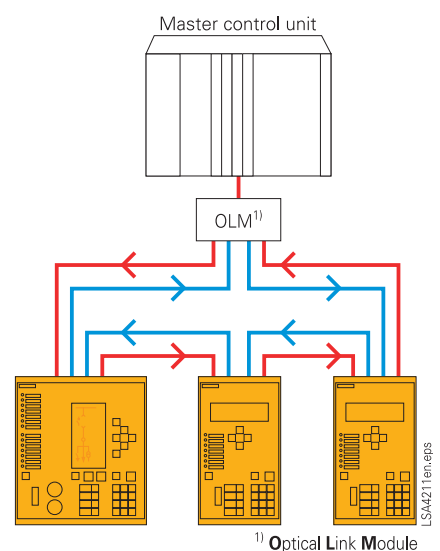 Master control unit
OLM¹⁾
LSA4211en.eps
¹⁾ Optical Link Module